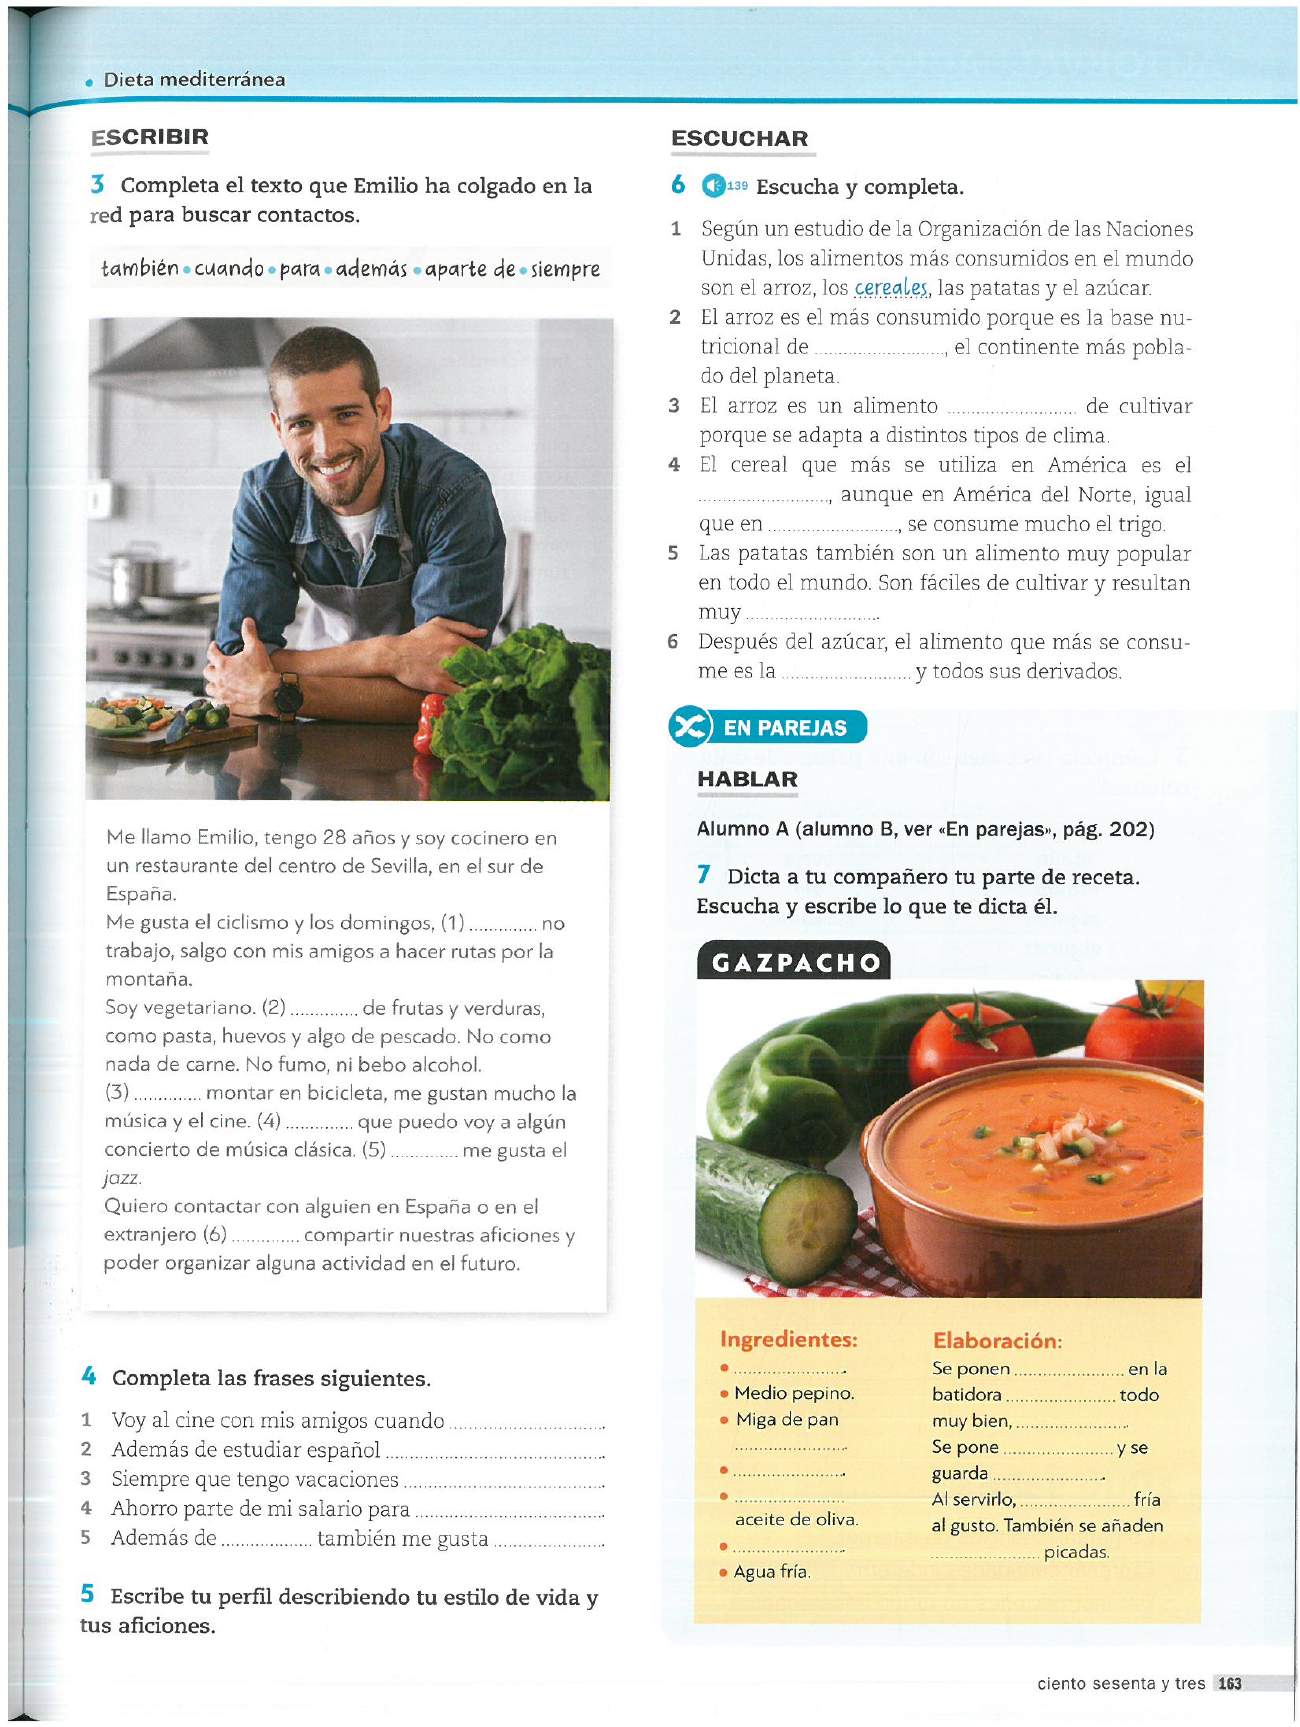 • Dieta mediterránea
ESCRIBIR
3 Completa el texto que Emilio ha colgado en la
red para buscar contactos.
también • cuando • para • además • aparte de • siempre
Me llamo Emilio, tengo 28 años y soy cocinero en
un restaurante del centro de Sevilla, en el sur de
España.
Me gusta el ciclismo y los domingos, (1) .............. no
trabajo, salgo con mis amigos a hacer rutas por la
montaña.
Soy vegetariano. (2) .............. de frutas y verduras,
como pasta, huevos y algo de pescado. No como
nada de carne. No fumo, ni bebo alcohol.
(3) .............. montar en bicicleta, me gustan mucho la
música y el cine. (4) .............. que puedo voy a algún
concierto de música clásica. (5) .............. me gusta el
jazz.
Quiero contactar con alguien en España o en el
extranjero (6) .............. compartir nuestras aficiones y
poder organizar alguna actividad en el futuro.
4 Completa las frases siguientes.
1 Voy al cine con mis amigos cuando ................................
2 Además de estudiar español ................................
3 Siempre que tengo vacaciones ................................
4 Ahorro parte de mi salario para ................................
5 Además de ................... también me gusta .......................
5 Escribe tu perfil describiendo tu estilo de vida y
tus aficiones.
ESCUCHAR
6 139 Escucha y completa.
1 Según un estudio de la Organización de las Naciones
Unidas, los alimentos más consumidos en el mundo
son el arroz, los cereales, las patatas y el azúcar.
2 El arroz es el más consumido porque es la base nu-
tricional de .........................., el continente más pobla-
do del planeta.
3 El arroz es un alimento .......................... de cultivar
porque se adapta a distintos tipos de clima.
4 El cereal que más se utiliza en América es el
.........................., aunque en América del Norte, igual
que en .........................., se consume mucho el trigo.
5 Las patatas también son un alimento muy popular
en todo el mundo. Son fáciles de cultivar y resultan
muy ..........................
6 Después del azúcar, el alimento que más se consu-
me es la .......................... y todos sus derivados.
EN PAREJAS
HABLAR
Alumno A (alumno B, ver «En parejas», pág. 202)
7 Dicta a tu compañero tu parte de receta.
Escucha y escribe lo que te dicta él.
GAZPACHO
Ingredientes:
• .......................
• Medio pepino.
• Miga de pan
.......................
• .......................
• .......................
aceite de oliva.
• .......................
• Agua fría.
Elaboración:
Se ponen ....................... en la
batidora ....................... todo
muy bien, .......................
Se pone ....................... y se
guarda .......................
Al servirlo, ....................... fría
al gusto. También se añaden
....................... picadas.
ciento sesenta y tres 163